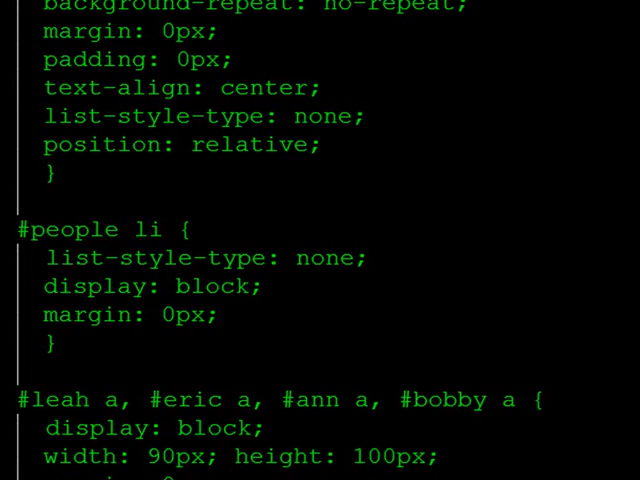 background-repeat: no-repeat;
margin: 0px;
padding: 0px;
text-align: center;
list-style-type: none;
position: relative;
}
#people li {
list-style-type: none;
display: block;
margin: 0px;
}
#leah a, #eric a, #ann a, #bobby a {
display: block;
width: 90px; height: 100px;